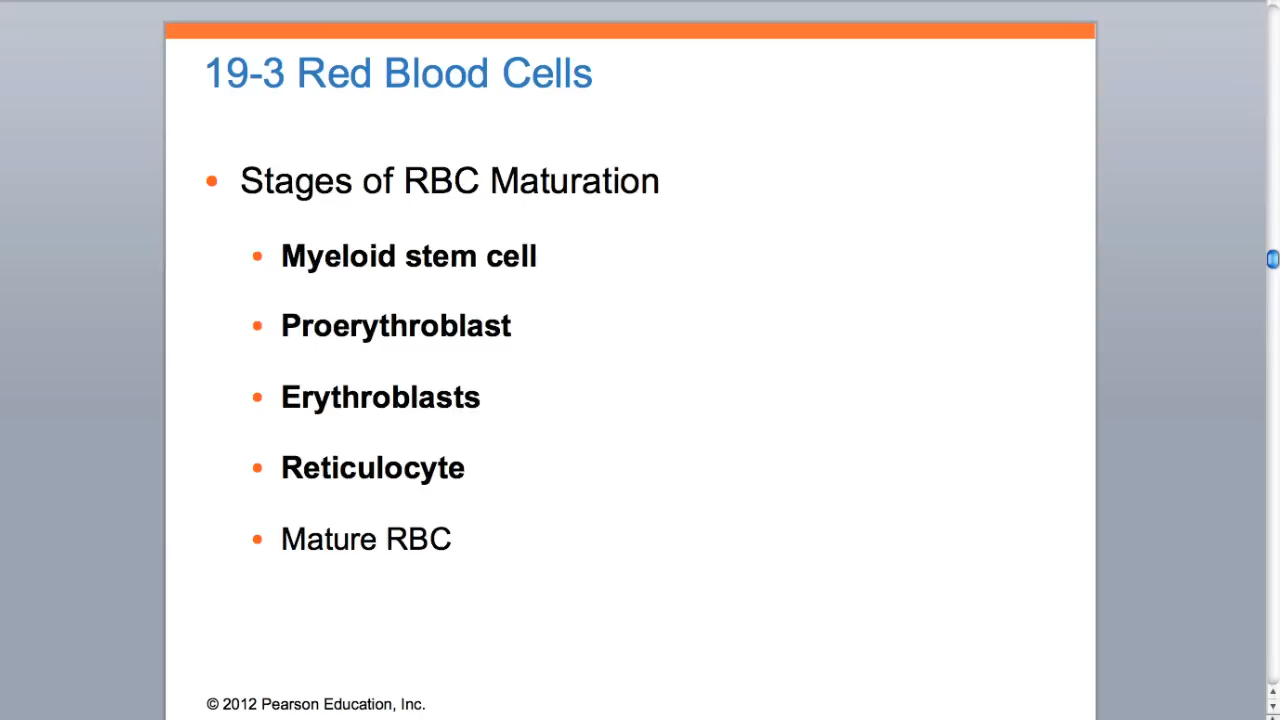 19-3 Red Blood Cells
• Stages of RBC Maturation
• Myeloid stem cell
• Proerythroblast
• Erythroblasts
• Reticulocyte
• Mature RBC
© 2012 Pearson Education, Inc.